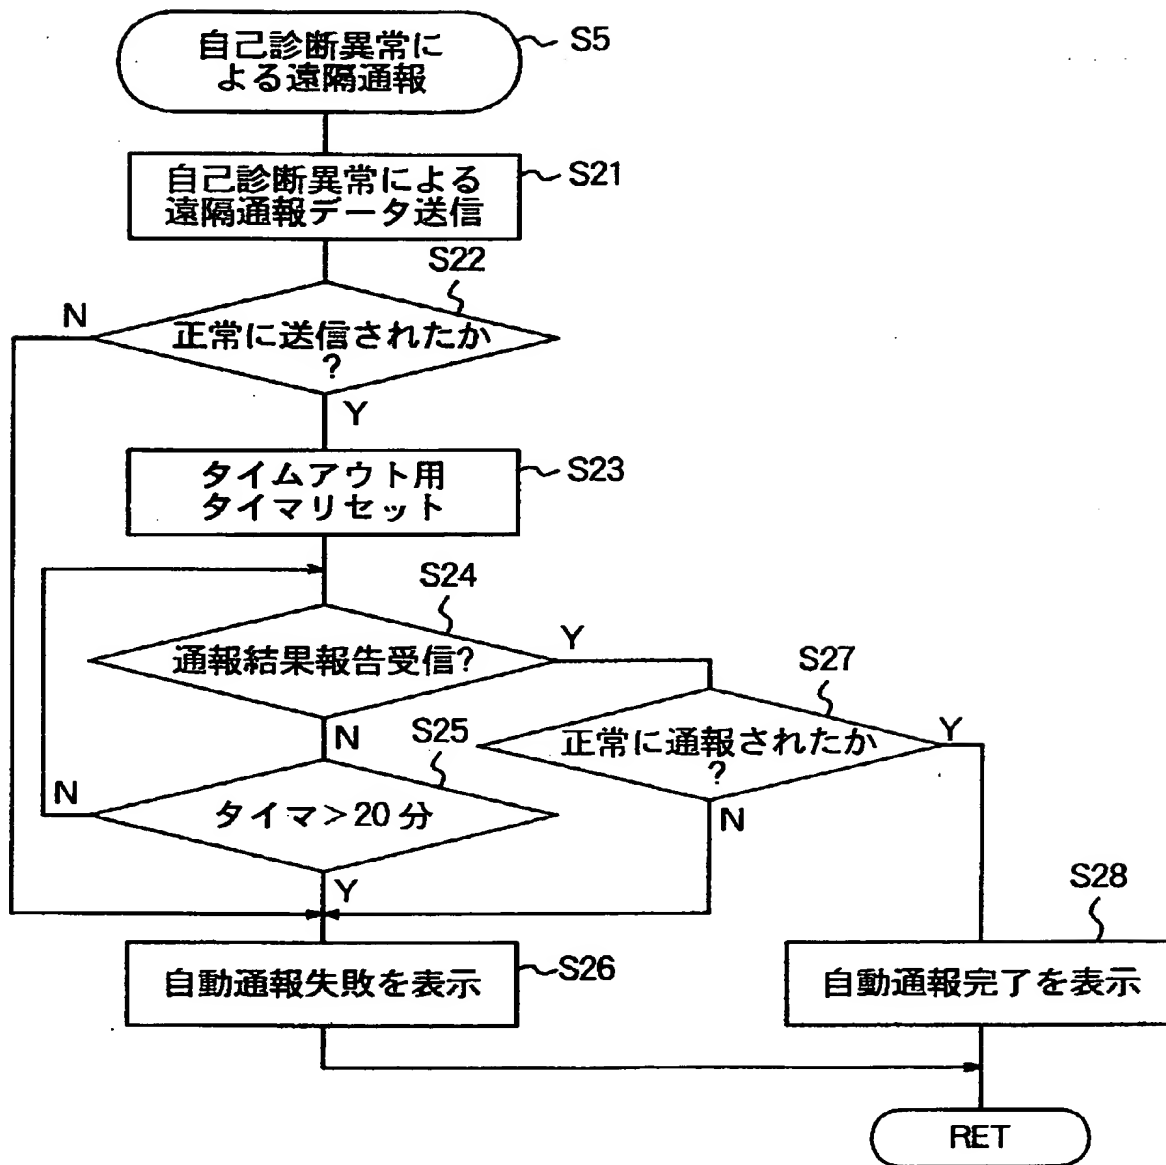 自己診断異常に
よる遠隔通報
S5
自己診断異常による
遠隔通報データ送信
S21
S22
N
正常に送信されたか
?
Y
タイムアウト用
タイマリセット
S23
S24
通報結果報告受信?
Y
N
S27
正常に通報されたか
?
Y
N
S25
N
タイマ>20分
Y
自動通報失敗を表示
S26
S28
自動通報完了を表示
RET